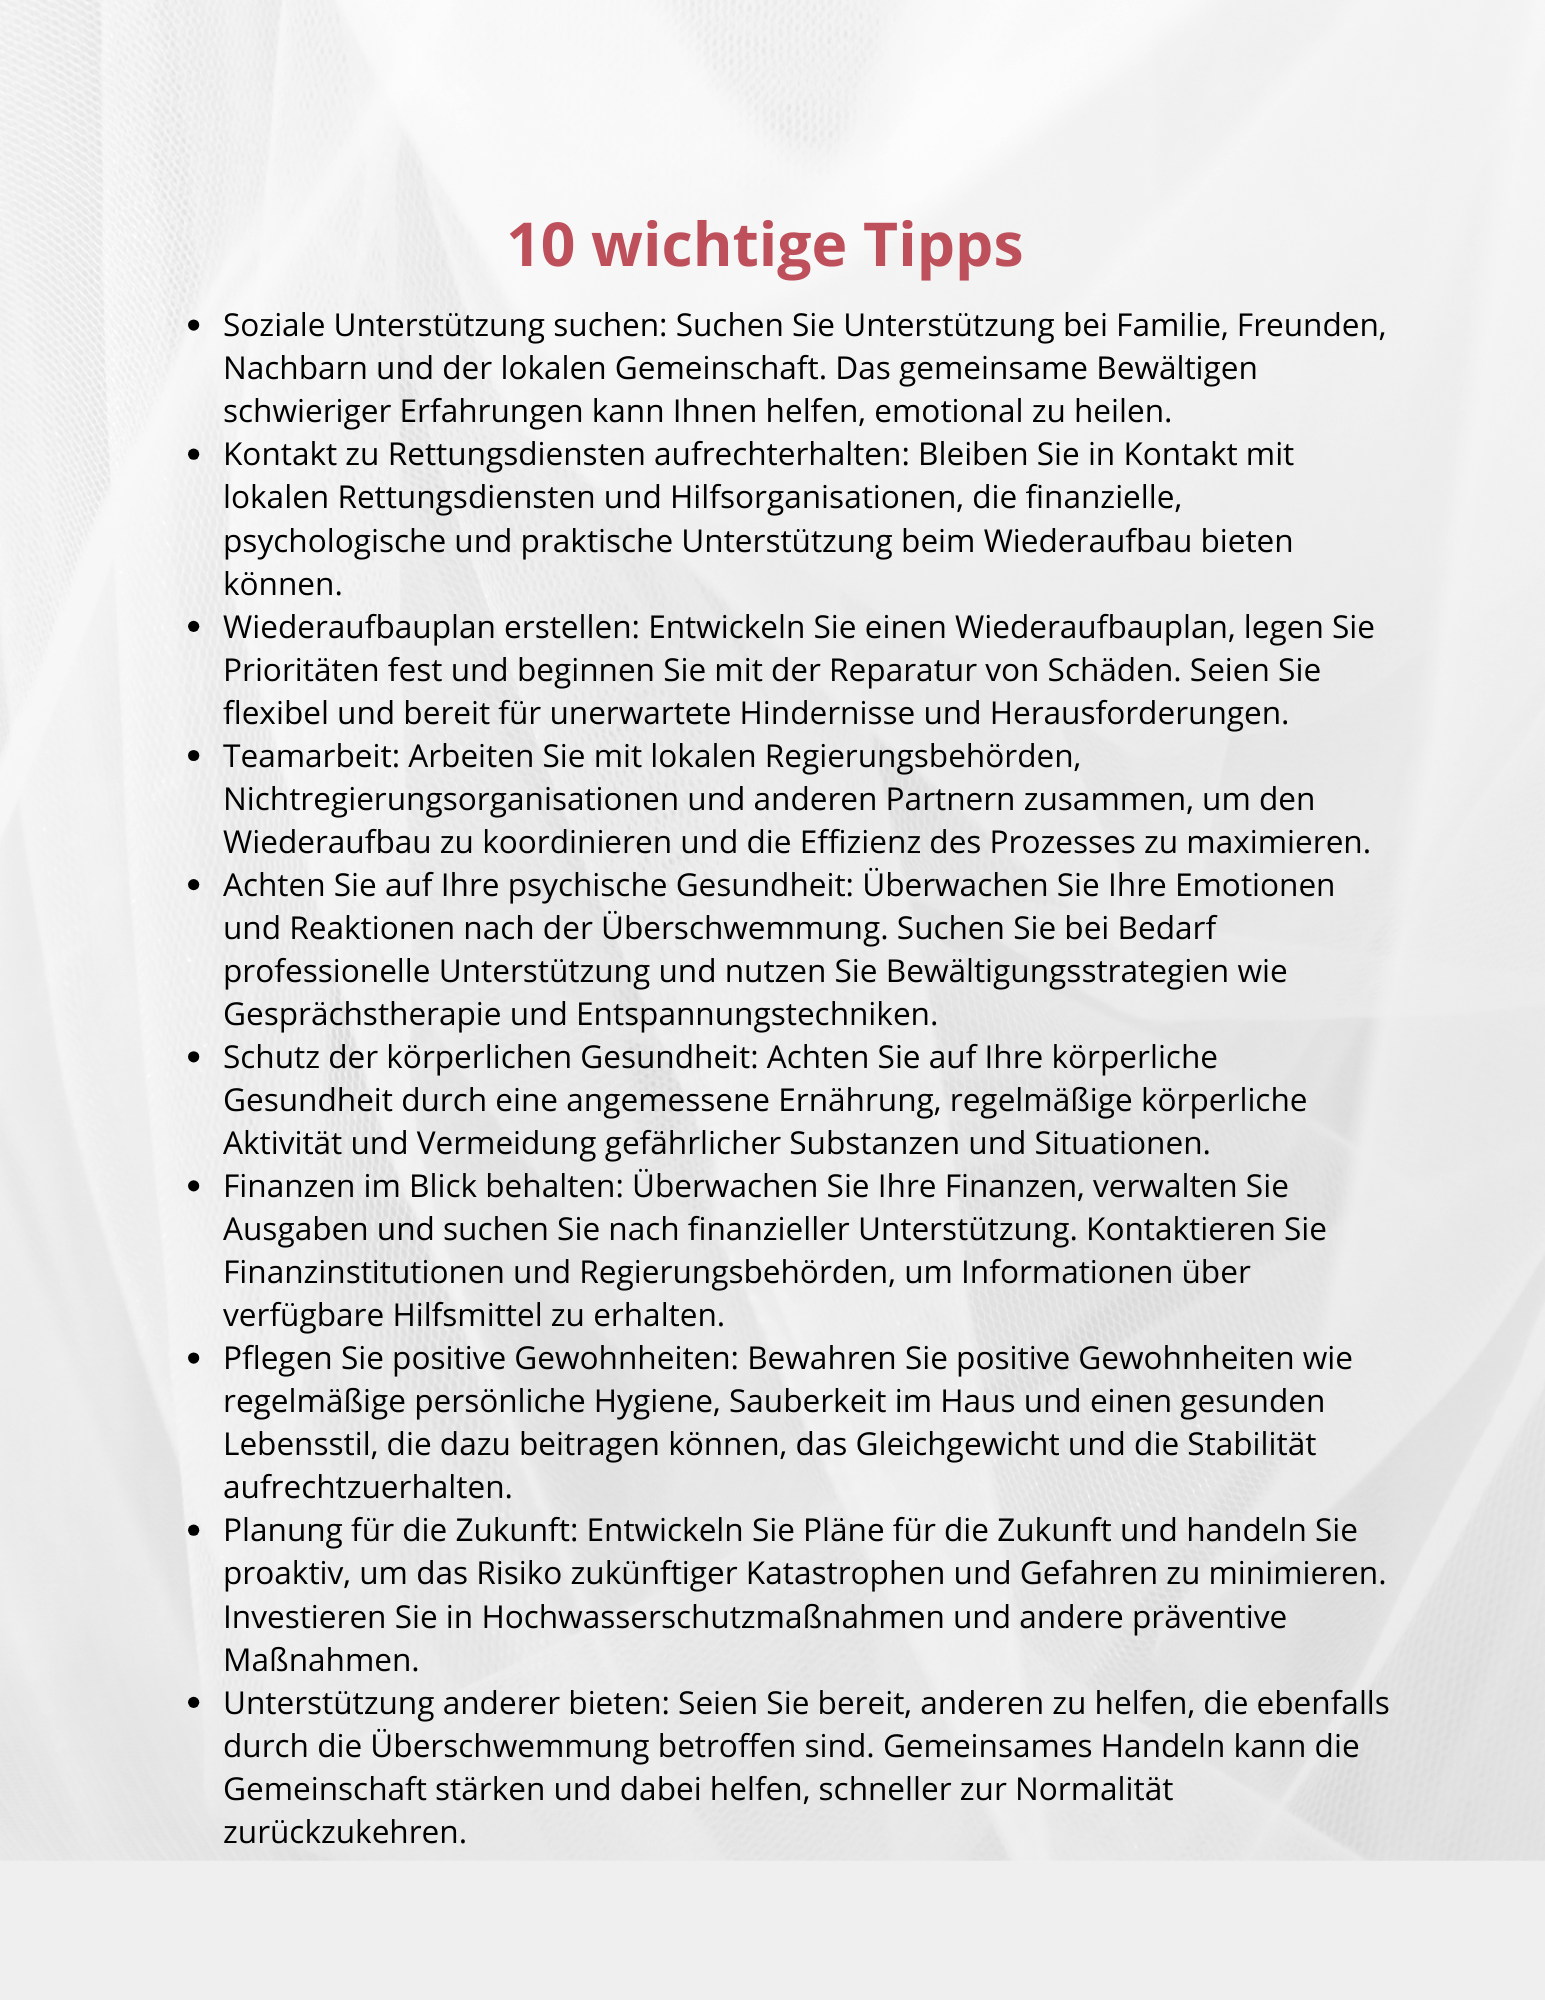 10 wichtige Tipps
• Soziale Unterstützung suchen: Suchen Sie Unterstützung bei Familie, Freunden,
Nachbarn und der lokalen Gemeinschaft. Das gemeinsame Bewältigen
schwieriger Erfahrungen kann Ihnen helfen, emotional zu heilen.
• Kontakt zu Rettungsdiensten aufrechterhalten: Bleiben Sie in Kontakt mit
lokalen Rettungsdiensten und Hilfsorganisationen, die finanzielle,
psychologische und praktische Unterstützung beim Wiederaufbau bieten
können.
• Wiederaufbauplan erstellen: Entwickeln Sie einen Wiederaufbauplan, legen Sie
Prioritäten fest und beginnen Sie mit der Reparatur von Schäden. Seien Sie
flexibel und bereit für unerwartete Hindernisse und Herausforderungen.
• Teamarbeit: Arbeiten Sie mit lokalen Regierungsbehörden,
Nichtregierungsorganisationen und anderen Partnern zusammen, um den
Wiederaufbau zu koordinieren und die Effizienz des Prozesses zu maximieren.
• Achten Sie auf Ihre psychische Gesundheit: Überwachen Sie Ihre Emotionen
und Reaktionen nach der Überschwemmung. Suchen Sie bei Bedarf
professionelle Unterstützung und nutzen Sie Bewältigungsstrategien wie
Gesprächstherapie und Entspannungstechniken.
• Schutz der körperlichen Gesundheit: Achten Sie auf Ihre körperliche
Gesundheit durch eine angemessene Ernährung, regelmäßige körperliche
Aktivität und Vermeidung gefährlicher Substanzen und Situationen.
• Finanzen im Blick behalten: Überwachen Sie Ihre Finanzen, verwalten Sie
Ausgaben und suchen Sie nach finanzieller Unterstützung. Kontaktieren Sie
Finanzinstitutionen und Regierungsbehörden, um Informationen über
verfügbare Hilfsmittel zu erhalten.
• Pflegen Sie positive Gewohnheiten: Bewahren Sie positive Gewohnheiten wie
regelmäßige persönliche Hygiene, Sauberkeit im Haus und einen gesunden
Lebensstil, die dazu beitragen können, das Gleichgewicht und die Stabilität
aufrechtzuerhalten.
• Planung für die Zukunft: Entwickeln Sie Pläne für die Zukunft und handeln Sie
proaktiv, um das Risiko zukünftiger Katastrophen und Gefahren zu minimieren.
Investieren Sie in Hochwasserschutzmaßnahmen und andere präventive
Maßnahmen.
• Unterstützung anderer bieten: Seien Sie bereit, anderen zu helfen, die ebenfalls
durch die Überschwemmung betroffen sind. Gemeinsames Handeln kann die
Gemeinschaft stärken und dabei helfen, schneller zur Normalität
zurückzukehren.